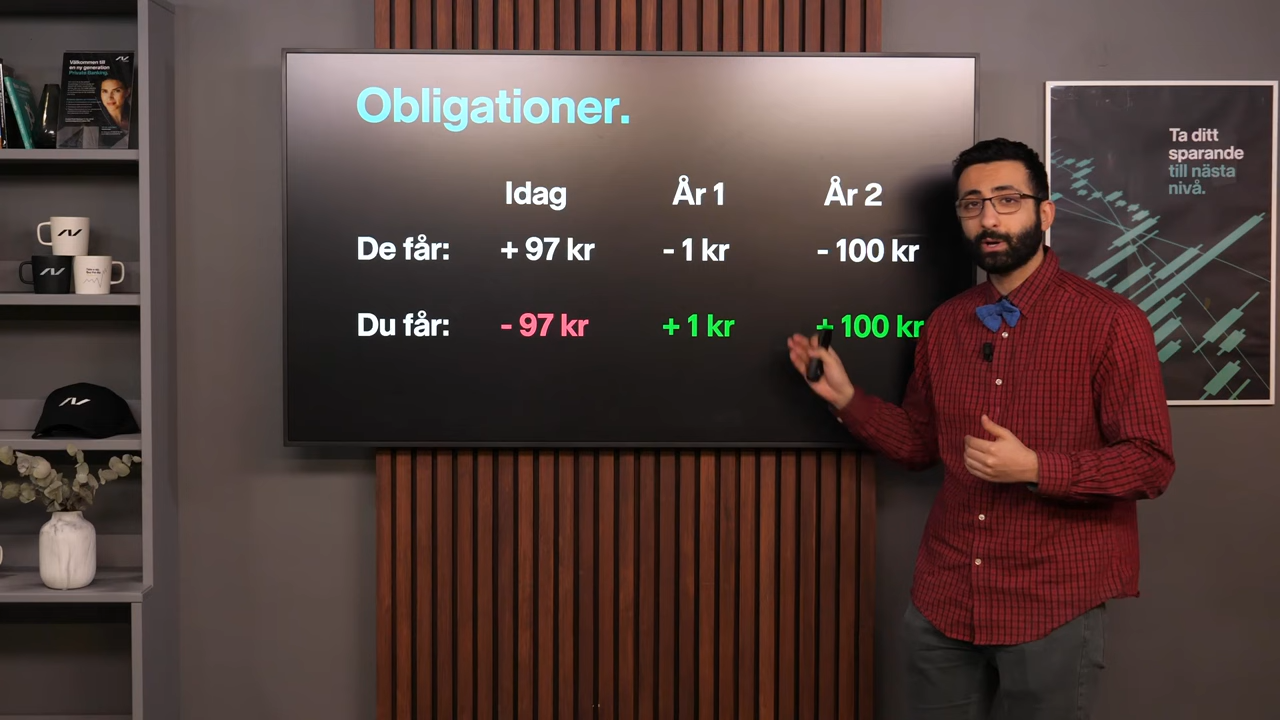 Obligationer.
Idag År 1 År 2
De får: + 97 kr - 1 kr - 100 kr
Du får: - 97 kr + 1 kr + 100 kr
Ta ditt
sparande
till nästa
nivå.
Välkommen till
en ny generation
Private Banking.